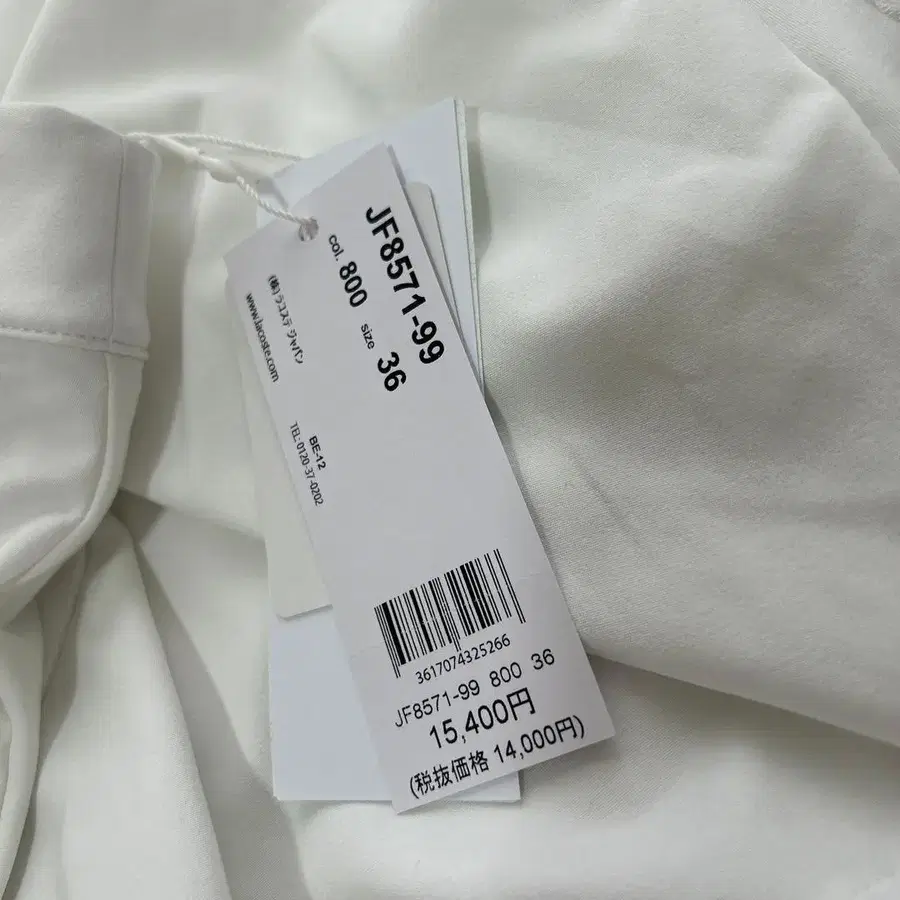 JF8571-99
col. 800 size 36
(株) ラコステ ジャパン
www.lacoste.com
BE-12
TEL: 0120-37-0202
3617074325266
JF8571-99 800 36
15,400円
(税抜価格 14,000円)